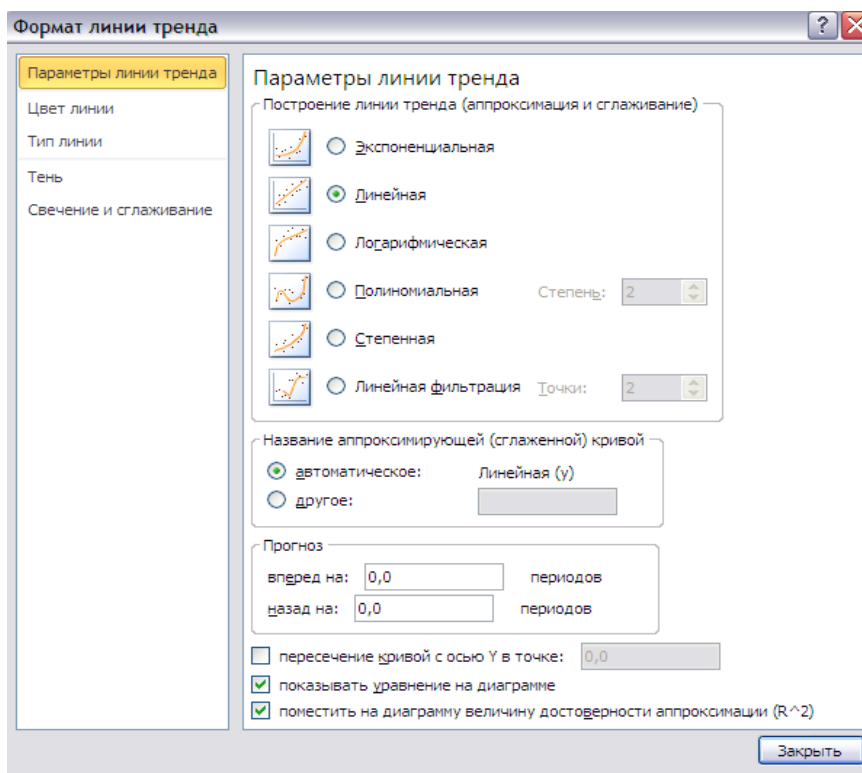 Формат линии тренда
Параметры линии тренда
Цвет линии
Тип линии
Тень
Свечение и сглаживание
Параметры линии тренда
Построение линии тренда (аппроксимация и сглаживание)
Экспоненциальная
Линейная
Логарифмическая
Полиномиальная Степень: 2
Степенная
Линейная фильтрация Точки: 2
Название аппроксимирующей (сглаженной) кривой
автоматическое: Линейная (y)
другое:
Прогноз
вперед на: 0,0 периодов
назад на: 0,0 периодов
пересечение кривой с осью Y в точке: 0,0
показывать уравнение на диаграмме
поместить на диаграмму величину достоверности аппроксимации (R^2)
Закрыть